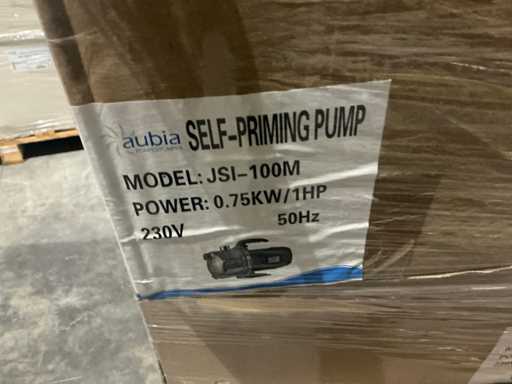 aubia SELF-PRIMING PUMP
MODEL: JSI-100M
POWER: 0.75KW/1HP
230V 50Hz